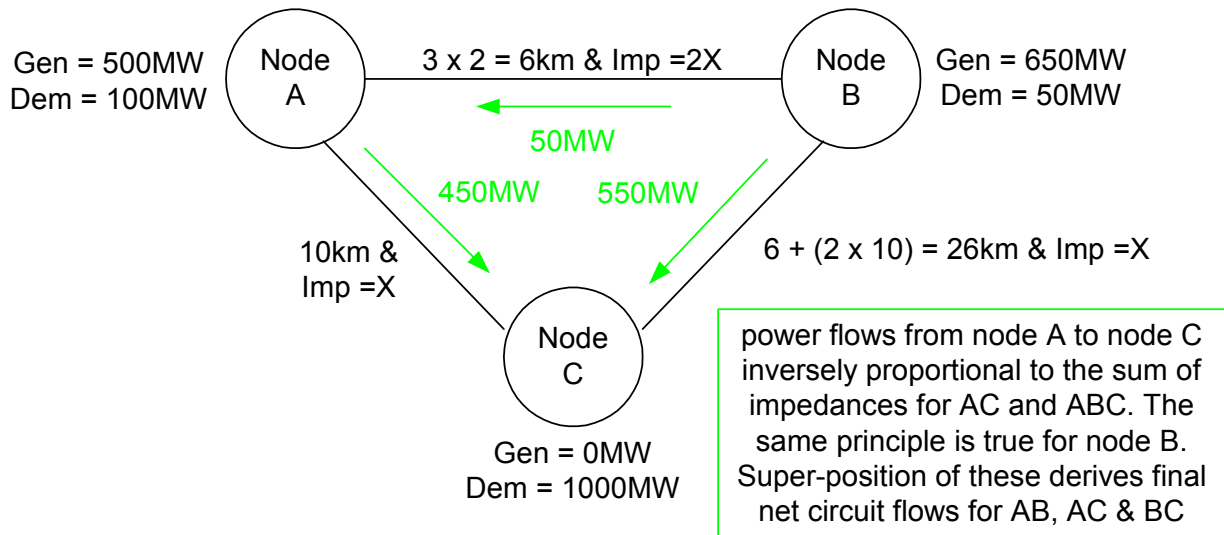 Gen = 500MW
Dem = 100MW
Node
A
3 x 2 = 6km & Imp =2X
Node
B
Gen = 650MW
Dem = 50MW
50MW
450MW
550MW
10km &
Imp =X
6 + (2 x 10) = 26km & Imp =X
Node
C
Gen = 0MW
Dem = 1000MW
power flows from node A to node C
inversely proportional to the sum of
impedances for AC and ABC. The
same principle is true for node B.
Super-position of these derives final
net circuit flows for AB, AC & BC